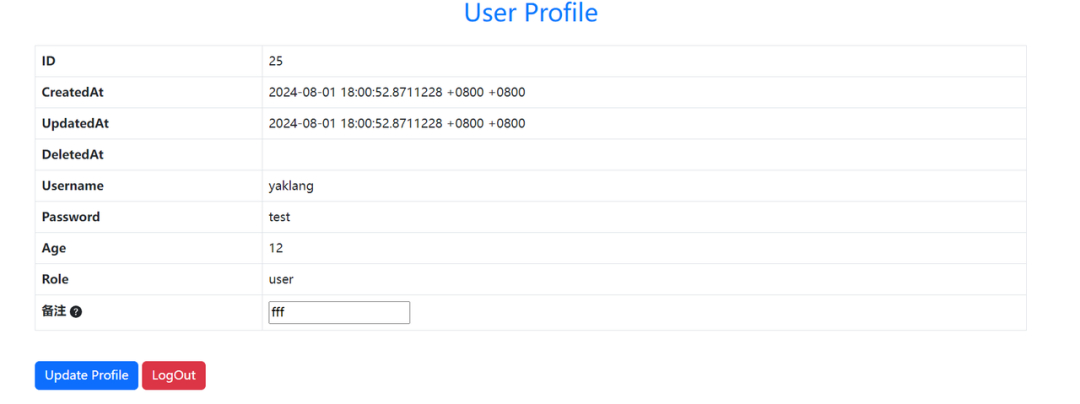 User Profile
ID 25
CreatedAt 2024-08-01 18:00:52.8711228 +0800 +0800
UpdatedAt 2024-08-01 18:00:52.8711228 +0800 +0800
DeletedAt
Username yaklang
Password test
Age 12
Role user
备注 ? fff
Update Profile LogOut